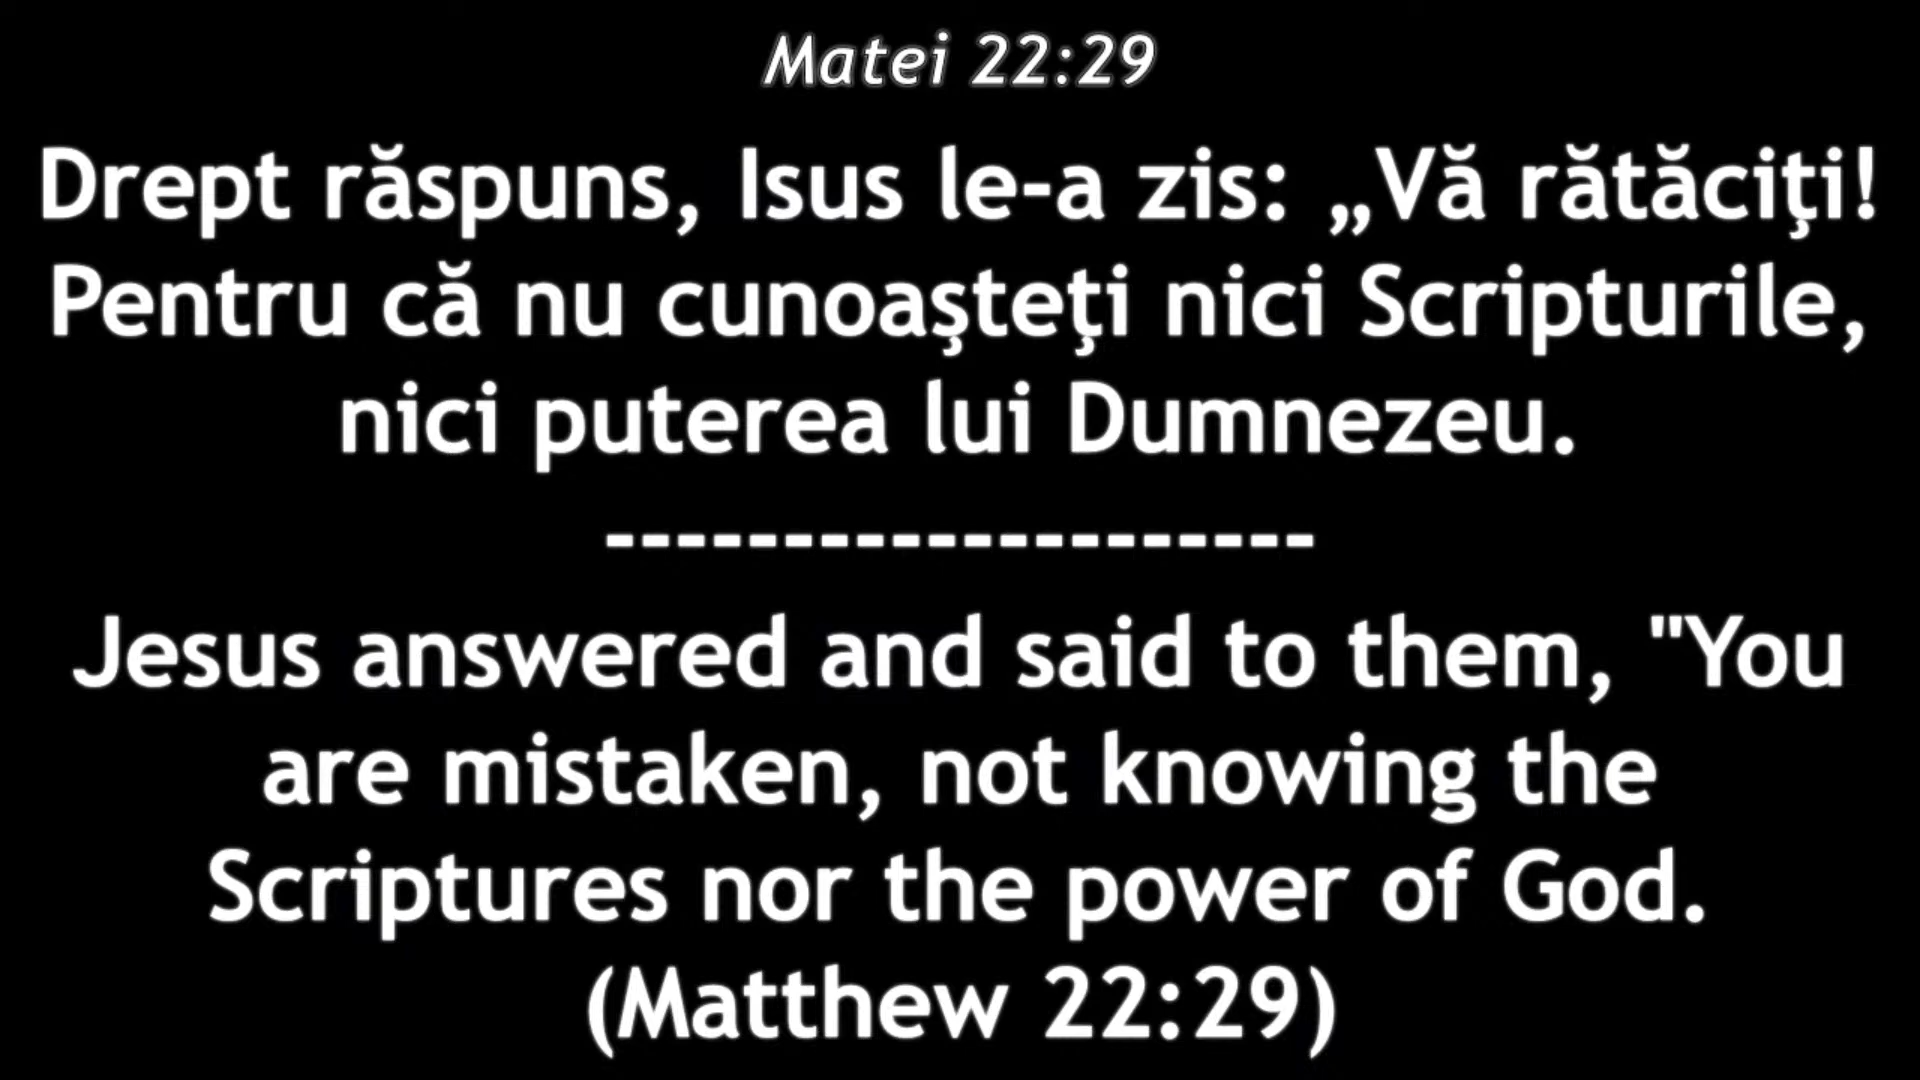 Matei 22:29
Drept răspuns, Isus le-a zis: „Vă rătăciţi!
Pentru că nu cunoaşteţi nici Scripturile,
nici puterea lui Dumnezeu.
--------------------
Jesus answered and said to them, "You
are mistaken, not knowing the
Scriptures nor the power of God.
(Matthew 22:29)